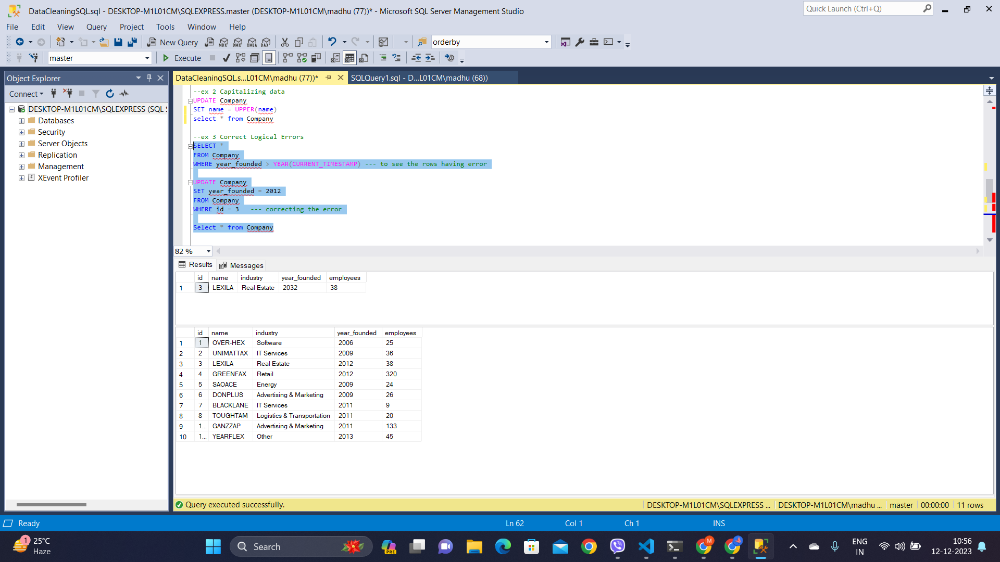 DataCleaningSQL.sql - DESKTOP-M1L01CM\SQLEXPRESS.master (DESKTOP-M1L01CM\madhu (77))* - Microsoft SQL Server Management Studio
Quick Launch (Ctrl+Q)
File Edit View Query Project Tools Window Help
New Query MDX DMX XMLA DAX orderby
master Execute
Object Explorer
Connect
DESKTOP-M1L01CM\SQLEXPRESS (SQL S
Databases
Security
Server Objects
Replication
Management
XEvent Profiler
DataCleaningSQL.s...L01CM\madhu (77))* SQLQuery1.sql - D...L01CM\madhu (68))
--ex 2 Capitalizing data
UPDATE Company
SET name = UPPER(name)
select * from Company
--ex 3 Correct Logical Errors
SELECT *
FROM Company
WHERE year_founded > YEAR(CURRENT_TIMESTAMP) --- to see the rows having error
UPDATE Company
SET year_founded = 2012
FROM Company
WHERE id = 3 --- correcting the error
Select * from Company
82 %
Results Messages
id name industry year_founded employees
1 3 LEXILA Real Estate 2032 38
id name industry year_founded employees
1 1 OVER-HEX Software 2006 25
2 2 UNIMATTAX IT Services 2009 36
3 3 LEXILA Real Estate 2012 38
4 4 GREENFAX Retail 2012 320
5 5 SAOACE Energy 2009 24
6 6 DONPLUS Advertising & Marketing 2009 26
7 7 BLACKLANE IT Services 2011 9
8 8 TOUGHTAM Logistics & Transportation 2011 20
9 1... GANZZAP Advertising & Marketing 2011 133
10 1... YEARFLEX Other 2013 45
Query executed successfully. DESKTOP-M1L01CM\SQLEXPRESS ... DESKTOP-M1L01CM\madhu ... master 00:00:00 11 rows
Ready Ln 62 Col 1 Ch 1 INS
1 25°C
Haze
Search
PRE
M
ENG
IN
10:56
12-12-2023